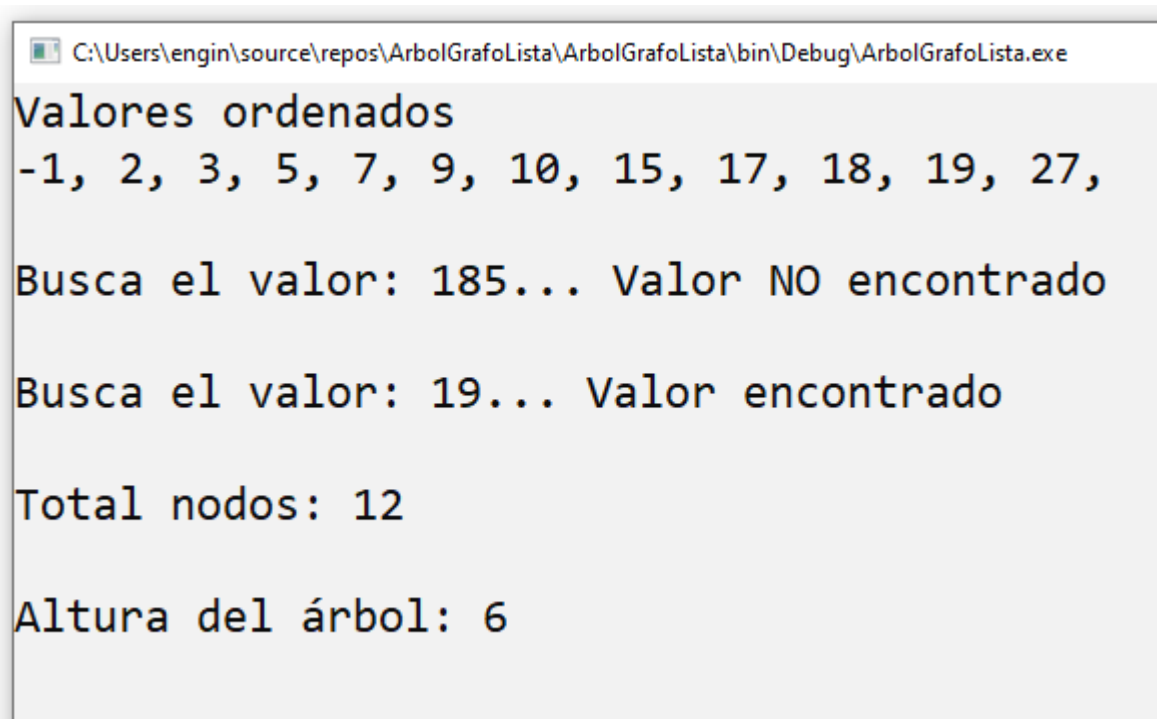 C:\Users\engin\source\repos\ArbolGrafoLista\ArbolGrafoLista\bin\Debug\ArbolGrafoLista.exe
Valores ordenados
-1, 2, 3, 5, 7, 9, 10, 15, 17, 18, 19, 27,
Busca el valor: 185... Valor NO encontrado
Busca el valor: 19... Valor encontrado
Total nodos: 12
Altura del árbol: 6